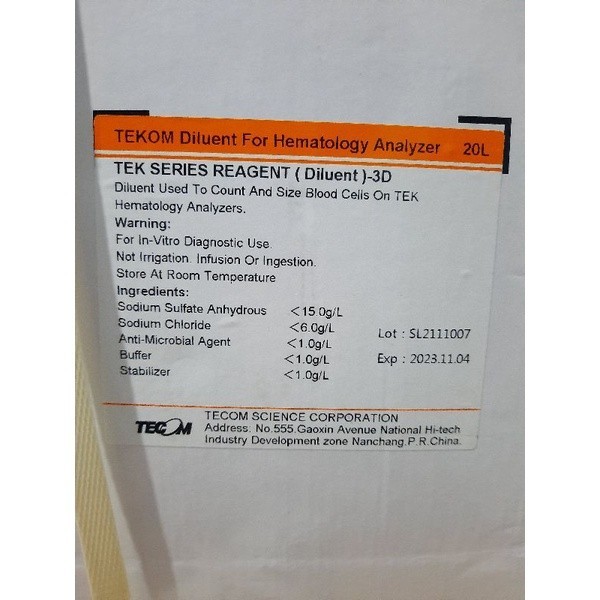 TEKOM Diluent For Hematology Analyzer 20L
TEK SERIES REAGENT ( Diluent )-3D
Diluent Used To Count And Size Blood Cells On TEK
Hematology Analyzers.
Warning:
For In-Vitro Diagnostic Use.
Not Irrigation. Infusion Or Ingestion.
Store At Room Temperature
Ingredients:
Sodium Sulfate Anhydrous <15.0g/L
Sodium Chloride <6.0g/L
Anti-Microbial Agent <1.0g/L
Buffer <1.0g/L
Stabilizer <1.0g/L
Lot : SL2111007
Exp : 2023.11.04
TECOM
TECOM SCIENCE CORPORATION
Address: No.555.Gaoxin Avenue National Hi-tech
Industry Development zone Nanchang.P.R.China.